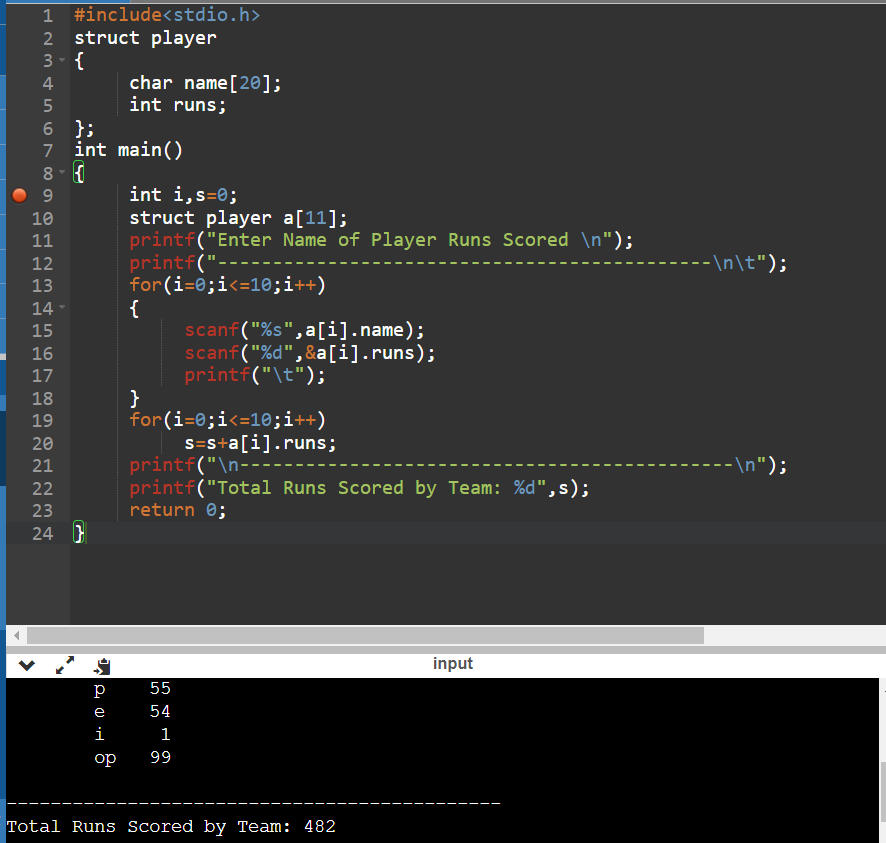 1 #include<stdio.h>
2 struct player
3 {
4 char name[20];
5 int runs;
6 };
7 int main()
8 {
9 int i,s=0;
10 struct player a[11];
11 printf("Enter Name of Player Runs Scored \n");
12 printf("---------------------------------------------\n\t");
13 for(i=0;i<=10;i++)
14 {
15 scanf("%s",a[i].name);
16 scanf("%d",&a[i].runs);
17 printf("\t");
18 }
19 for(i=0;i<=10;i++)
20 s=s+a[i].runs;
21 printf("\n---------------------------------------------\n");
22 printf("Total Runs Scored by Team: %d",s);
23 return 0;
24 }
input
p 55
e 54
i 1
op 99
---------------------------------------------
Total Runs Scored by Team: 482